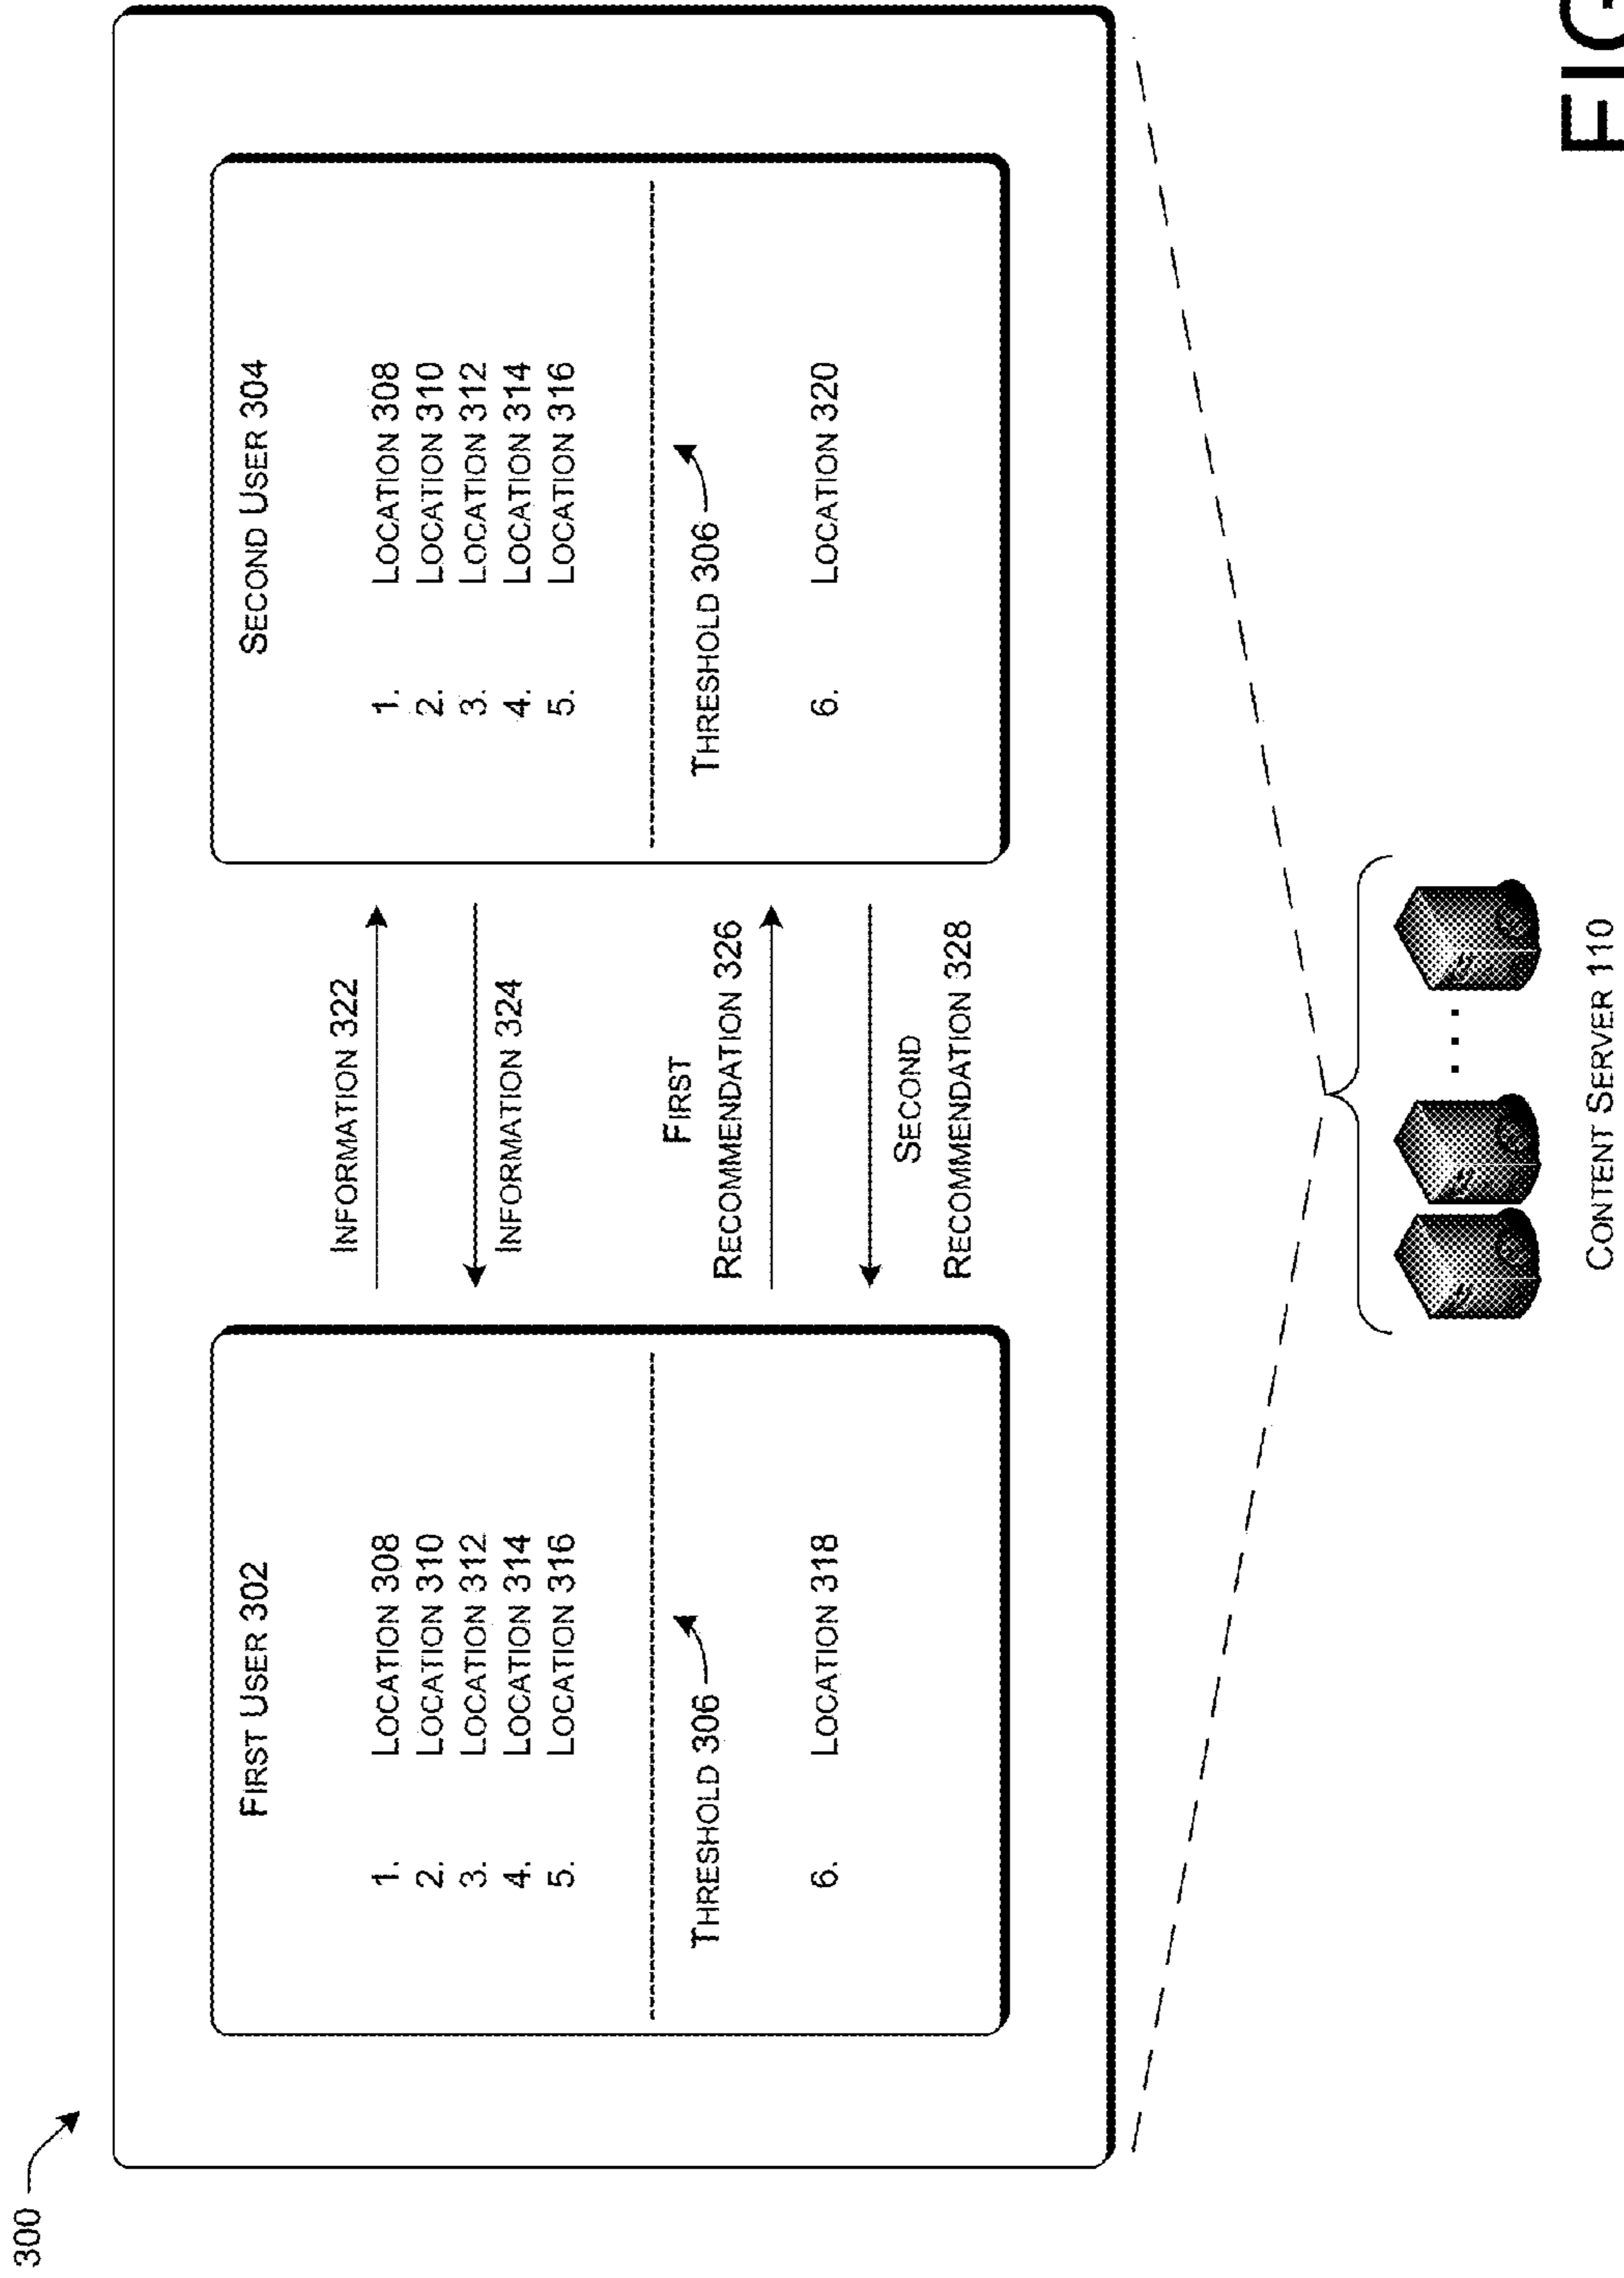 300
FIRST USER 302
1. LOCATION 308
2. LOCATION 310
3. LOCATION 312
4. LOCATION 314
5. LOCATION 316
THRESHOLD 306
6. LOCATION 318
INFORMATION 322
INFORMATION 324
FIRST
RECOMMENDATION 326
SECOND
RECOMMENDATION 328
SECOND USER 304
1. LOCATION 308
2. LOCATION 310
3. LOCATION 312
4. LOCATION 314
5. LOCATION 316
THRESHOLD 306
6. LOCATION 320
. . .
CONTENT SERVER 110